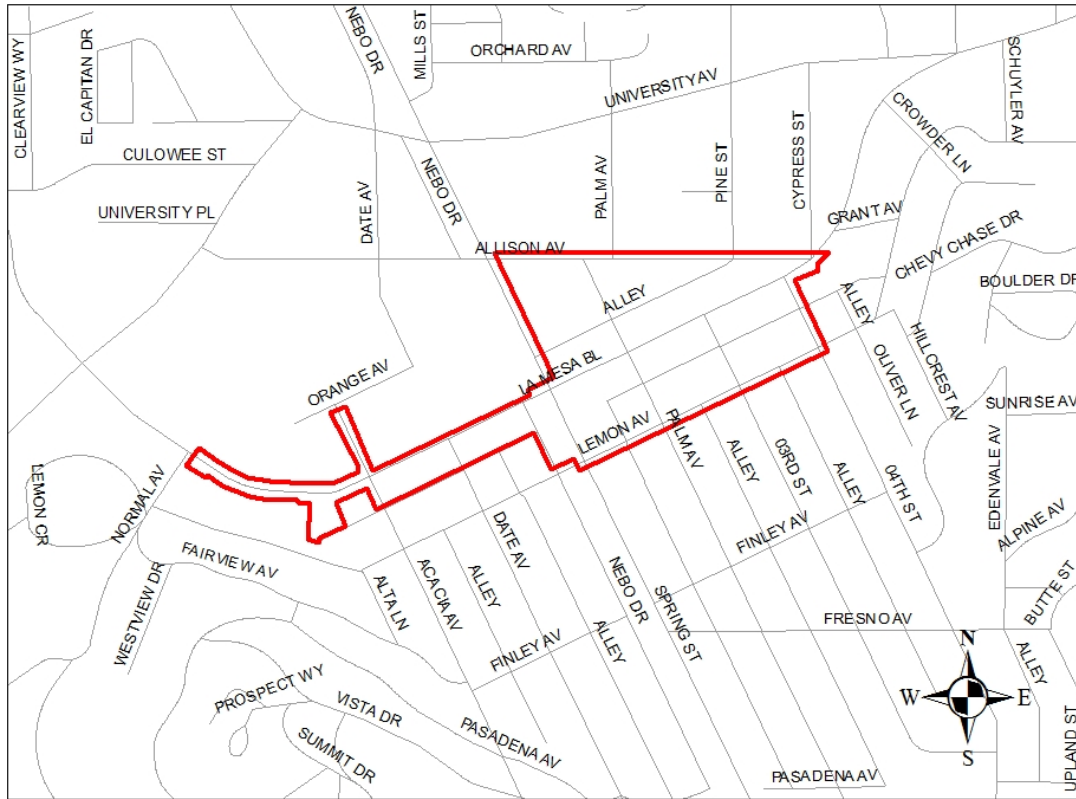 NEBO DR
MILLS ST
ORCHARD AV
SCHUYLER AV
CLEARVIEW WY
EL CAPITAN DR
UNIVERSITY AV
CROWDER LN
CULOWEE ST
NEBO DR
PALM AV
PINE ST
CYPRESS ST
UNIVERSITY PL
DATE AV
GRANT AV
ALLISON AV
CHEVY CHASE DR
BOULDER DR
ALLEY
ALLEY
LA MESA BL
ORANGE AV
OLIVER LN
HILLCREST AV
SUNRISE AV
LEMON AV
PALM AV
ALLEY
03RD ST
ALLEY
04TH ST
EDENVALE AV
LEMON CR
NORMAL AV
ALPINE AV
FAIRVIEW AV
DATE AV
FINLEY AV
WESTVIEW DR
ALTA LN
ACACIA AV
ALLEY
NEBO DR
SPRING ST
BUTTE ST
FRESNO AV
FINLEY AV
ALLEY
ALLEY
N
W
E
S
PROSPECT WY
VISTA DR
SUMMIT DR
PASADENA AV
PASADENA AV
UPLAND ST